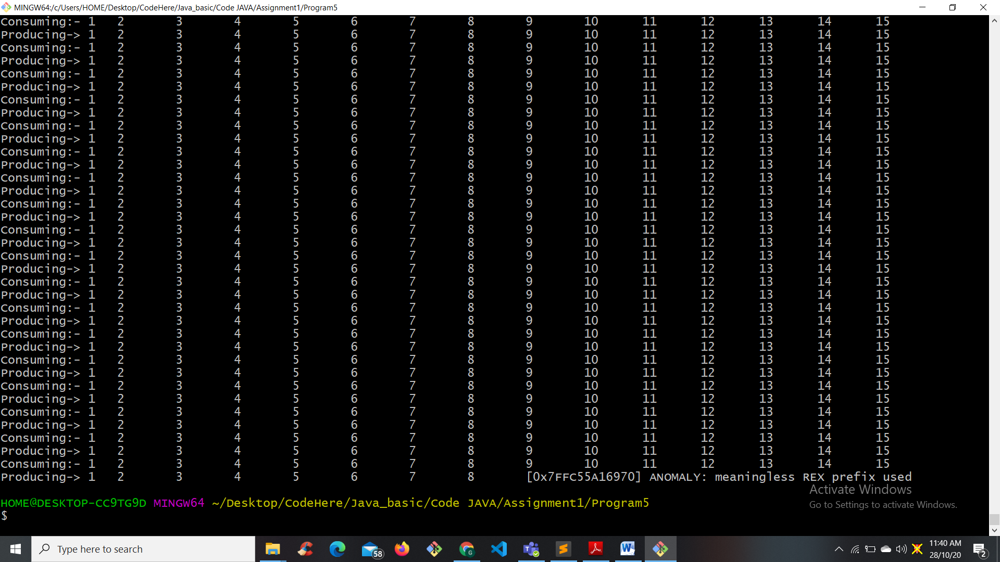 MINGW64:/c/Users/HOME/Desktop/CodeHere/Java_basic/Code JAVA/Assignment1/Program5
Consuming:- 1 2 3 4 5 6 7 8 9 10 11 12 13 14 15
Producing-> 1 2 3 4 5 6 7 8 9 10 11 12 13 14 15
Consuming:- 1 2 3 4 5 6 7 8 9 10 11 12 13 14 15
Producing-> 1 2 3 4 5 6 7 8 9 10 11 12 13 14 15
Consuming:- 1 2 3 4 5 6 7 8 9 10 11 12 13 14 15
Producing-> 1 2 3 4 5 6 7 8 9 10 11 12 13 14 15
Consuming:- 1 2 3 4 5 6 7 8 9 10 11 12 13 14 15
Producing-> 1 2 3 4 5 6 7 8 9 10 11 12 13 14 15
Consuming:- 1 2 3 4 5 6 7 8 9 10 11 12 13 14 15
Producing-> 1 2 3 4 5 6 7 8 9 10 11 12 13 14 15
Consuming:- 1 2 3 4 5 6 7 8 9 10 11 12 13 14 15
Producing-> 1 2 3 4 5 6 7 8 9 10 11 12 13 14 15
Consuming:- 1 2 3 4 5 6 7 8 9 10 11 12 13 14 15
Producing-> 1 2 3 4 5 6 7 8 9 10 11 12 13 14 15
Consuming:- 1 2 3 4 5 6 7 8 9 10 11 12 13 14 15
Producing-> 1 2 3 4 5 6 7 8 9 10 11 12 13 14 15
Consuming:- 1 2 3 4 5 6 7 8 9 10 11 12 13 14 15
Producing-> 1 2 3 4 5 6 7 8 9 10 11 12 13 14 15
Consuming:- 1 2 3 4 5 6 7 8 9 10 11 12 13 14 15
Producing-> 1 2 3 4 5 6 7 8 9 10 11 12 13 14 15
Consuming:- 1 2 3 4 5 6 7 8 9 10 11 12 13 14 15
Producing-> 1 2 3 4 5 6 7 8 9 10 11 12 13 14 15
Consuming:- 1 2 3 4 5 6 7 8 9 10 11 12 13 14 15
Producing-> 1 2 3 4 5 6 7 8 9 10 11 12 13 14 15
Consuming:- 1 2 3 4 5 6 7 8 9 10 11 12 13 14 15
Producing-> 1 2 3 4 5 6 7 8 9 10 11 12 13 14 15
Consuming:- 1 2 3 4 5 6 7 8 9 10 11 12 13 14 15
Producing-> 1 2 3 4 5 6 7 8 9 10 11 12 13 14 15
Consuming:- 1 2 3 4 5 6 7 8 9 10 11 12 13 14 15
Producing-> 1 2 3 4 5 6 7 8 9 10 11 12 13 14 15
Consuming:- 1 2 3 4 5 6 7 8 9 10 11 12 13 14 15
Producing-> 1 2 3 4 5 6 7 8 9 10 11 12 13 14 15
Consuming:- 1 2 3 4 5 6 7 8 9 10 11 12 13 14 15
Producing-> 1 2 3 4 5 6 7 8 9 10 11 12 13 14 15
Consuming:- 1 2 3 4 5 6 7 8 9 10 11 12 13 14 15
Producing-> 1 2 3 4 5 6 7 8 [0x7FFC55A16970] ANOMALY: meaningless REX prefix used
Activate Windows
HOME@DESKTOP-CC9TG9D MINGW64 ~/Desktop/CodeHere/Java_basic/Code JAVA/Assignment1/Program5
Go to Settings to activate Windows.
$
Type here to search
58
11:40 AM
28/10/20
2